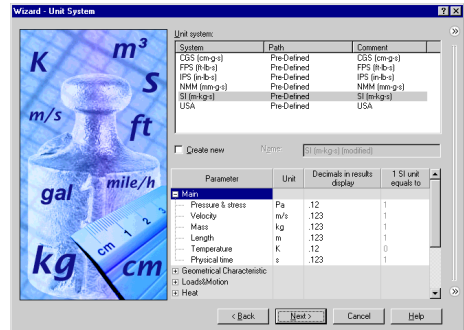 Wizard - Unit System
K
m³
S
m/s
ft
gal
mile/h
cm 1 2 3
kg
cm
Unit system:
System Path Comment
CGS (cm-g-s) Pre-Defined CGS (cm-g-s)
FPS (ft-lb-s) Pre-Defined FPS (ft-lb-s)
IPS (in-lb-s) Pre-Defined IPS (in-lb-s)
NMM (mm-g-s) Pre-Defined NMM (mm-g-s)
SI (m-kg-s) Pre-Defined SI (m-kg-s)
USA Pre-Defined USA
Create new Name: SI (m-kg-s) (modified)
Parameter Unit Decimals in results display 1 SI unit equals to
Main
Pressure & stress Pa .12 1
Velocity m/s .123 1
Mass kg .123 1
Length m .123 1
Temperature K .12 0
Physical time s .123 1
Geometrical Characteristic
Loads&Motion
Heat
< Back Next > Cancel Help